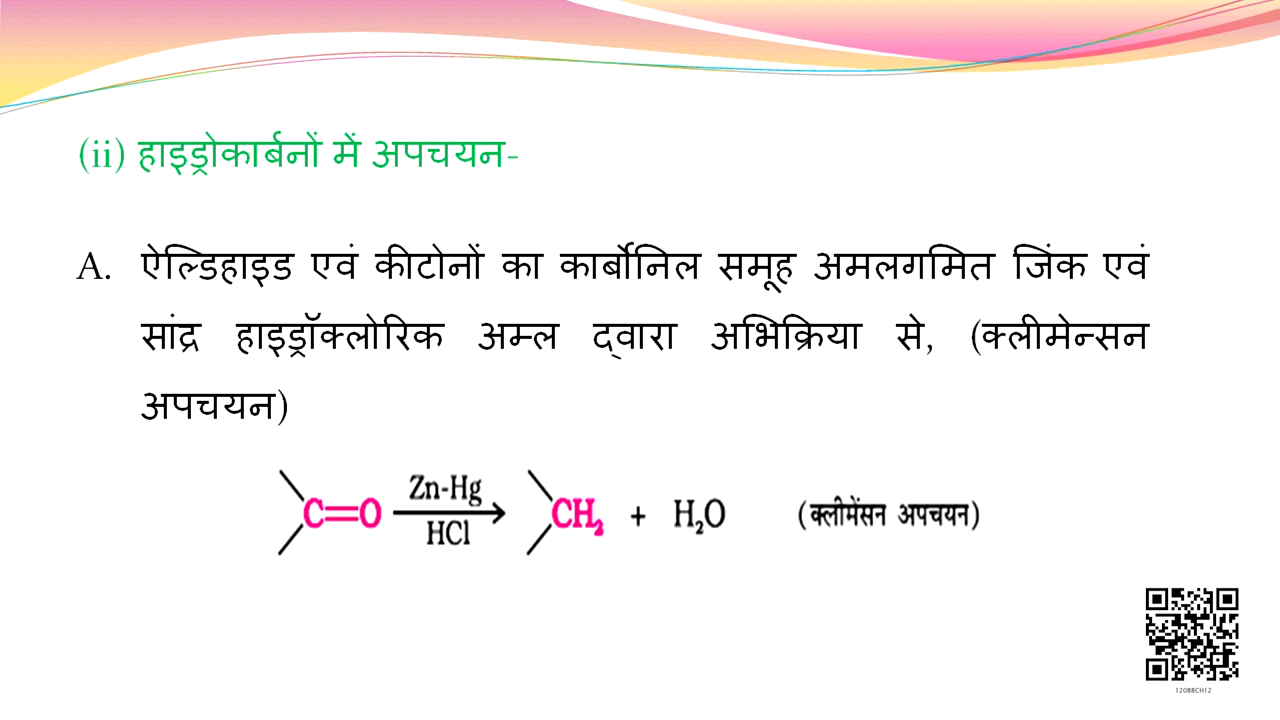 (ii) हाइड्रोकार्बनों में अपचयन-
A. ऐल्डिहाइड एवं कीटोनों का कार्बोनिल समूह अमलगमित जिंक एवं
सांद्र हाइड्रॉक्लोरिक अम्ल द्वारा अभिक्रिया से, (क्लीमेन्सन
अपचयन)
C=O Zn-Hg HCl CH₂ + H₂O (क्लीमेंसन अपचयन)
12088CH12